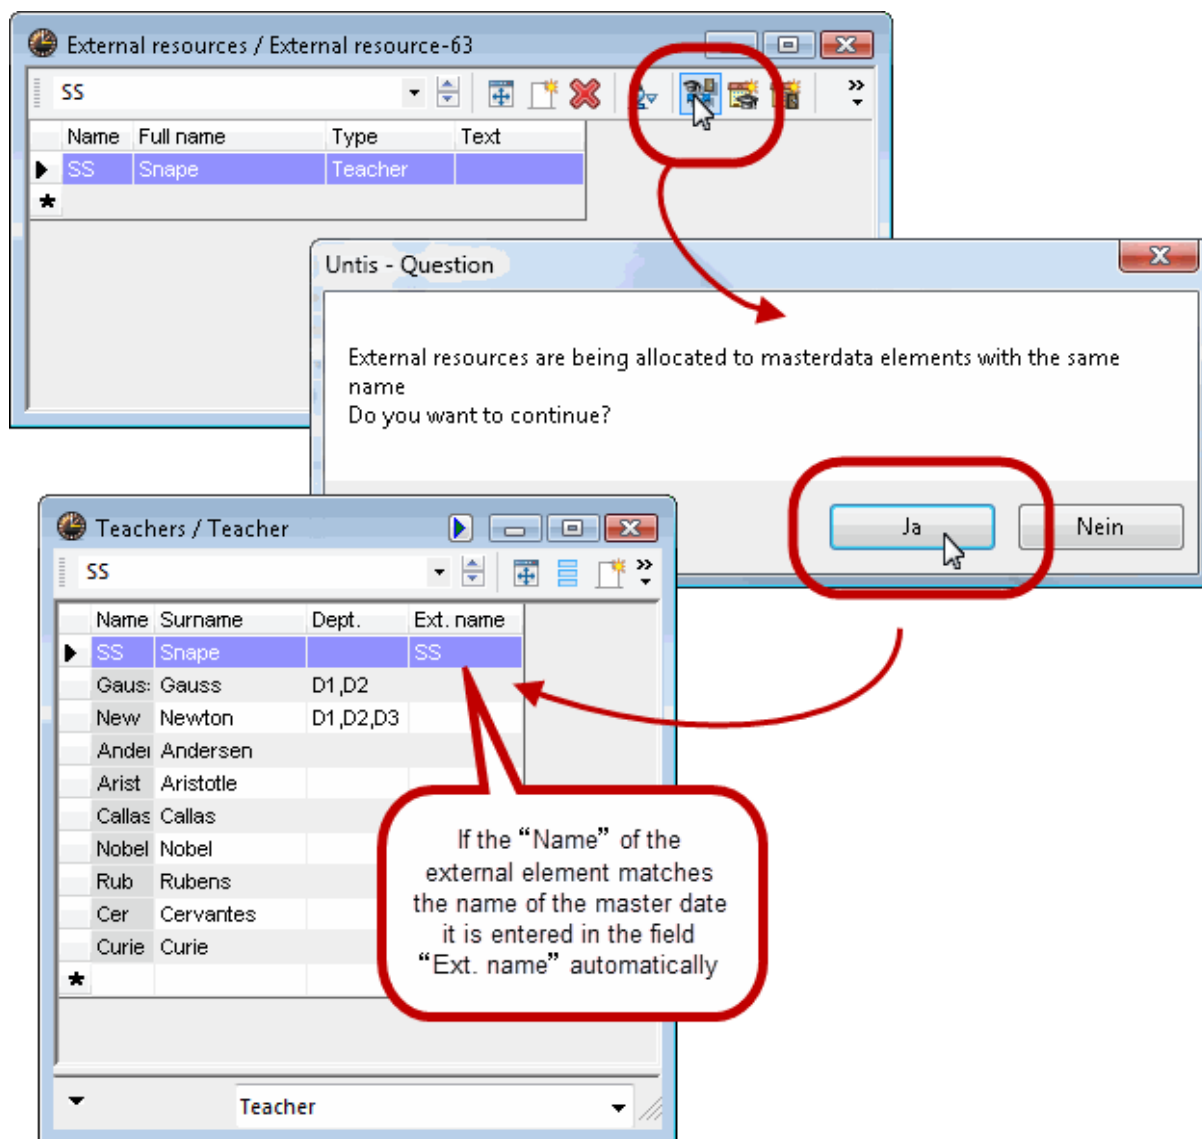 External resources / External resource-63
SS
Name Full name Type Text
SS Snape Teacher
Untis - Question
External resources are being allocated to masterdata elements with the same
name
Do you want to continue?
Ja Nein
Teachers / Teacher
SS
Name Surname Dept. Ext. name
SS Snape SS
Gaus Gauss D1,D2
New Newton D1,D2,D3
Ander Andersen
Arist Aristotle
Callas Callas
Nobel Nobel
Rub Rubens
Cer Cervantes
Curie Curie
If the “Name” of the
external element matches
the name of the master date
it is entered in the field
“Ext. name” automatically
Teacher